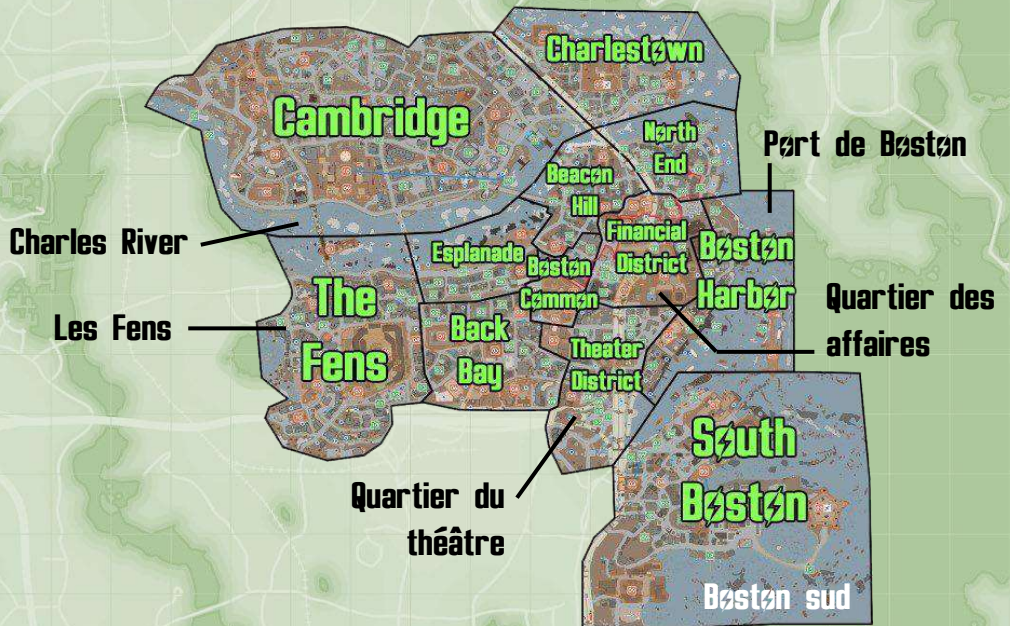 Charlestown
Cambridge
North
End
Port de Boston
Beacon
Hill
Charles River
Financial
District
Esplanade
Boston
Common
Boston
Harbor
The
Fens
Les Fens
Back
Bay
Theater
District
Quartier des
affaires
South
Boston
Quartier du
théâtre
Boston sud